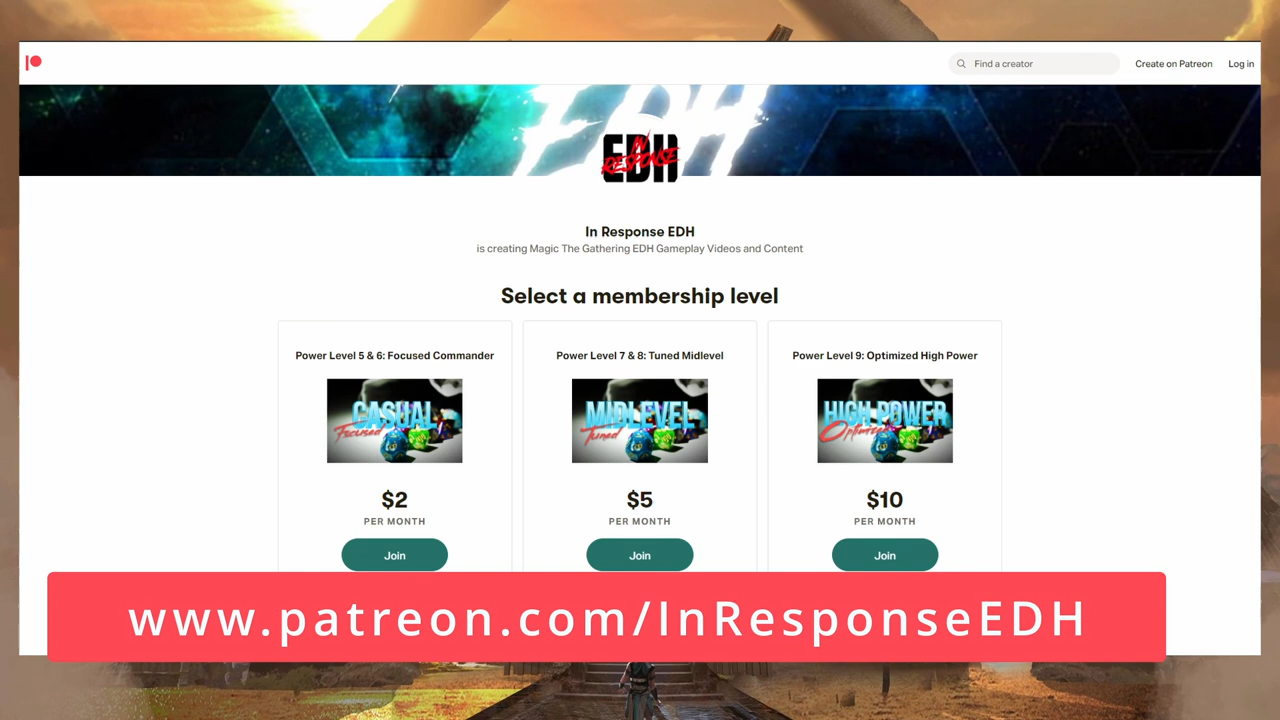 Find a creator
Create on Patreon
Log in
EDH
IN
RESPONSE
EDH
In Response EDH
is creating Magic The Gathering EDH Gameplay Videos and Content
Select a membership level
Power Level 5 & 6: Focused Commander
CASUAL
Focused
$2
PER MONTH
Join
Power Level 7 & 8: Tuned Midlevel
MIDLEVEL
Tuned
$5
PER MONTH
Join
Power Level 9: Optimized High Power
HIGH POWER
Optimized
$10
PER MONTH
Join
www.patreon.com/InResponseEDH